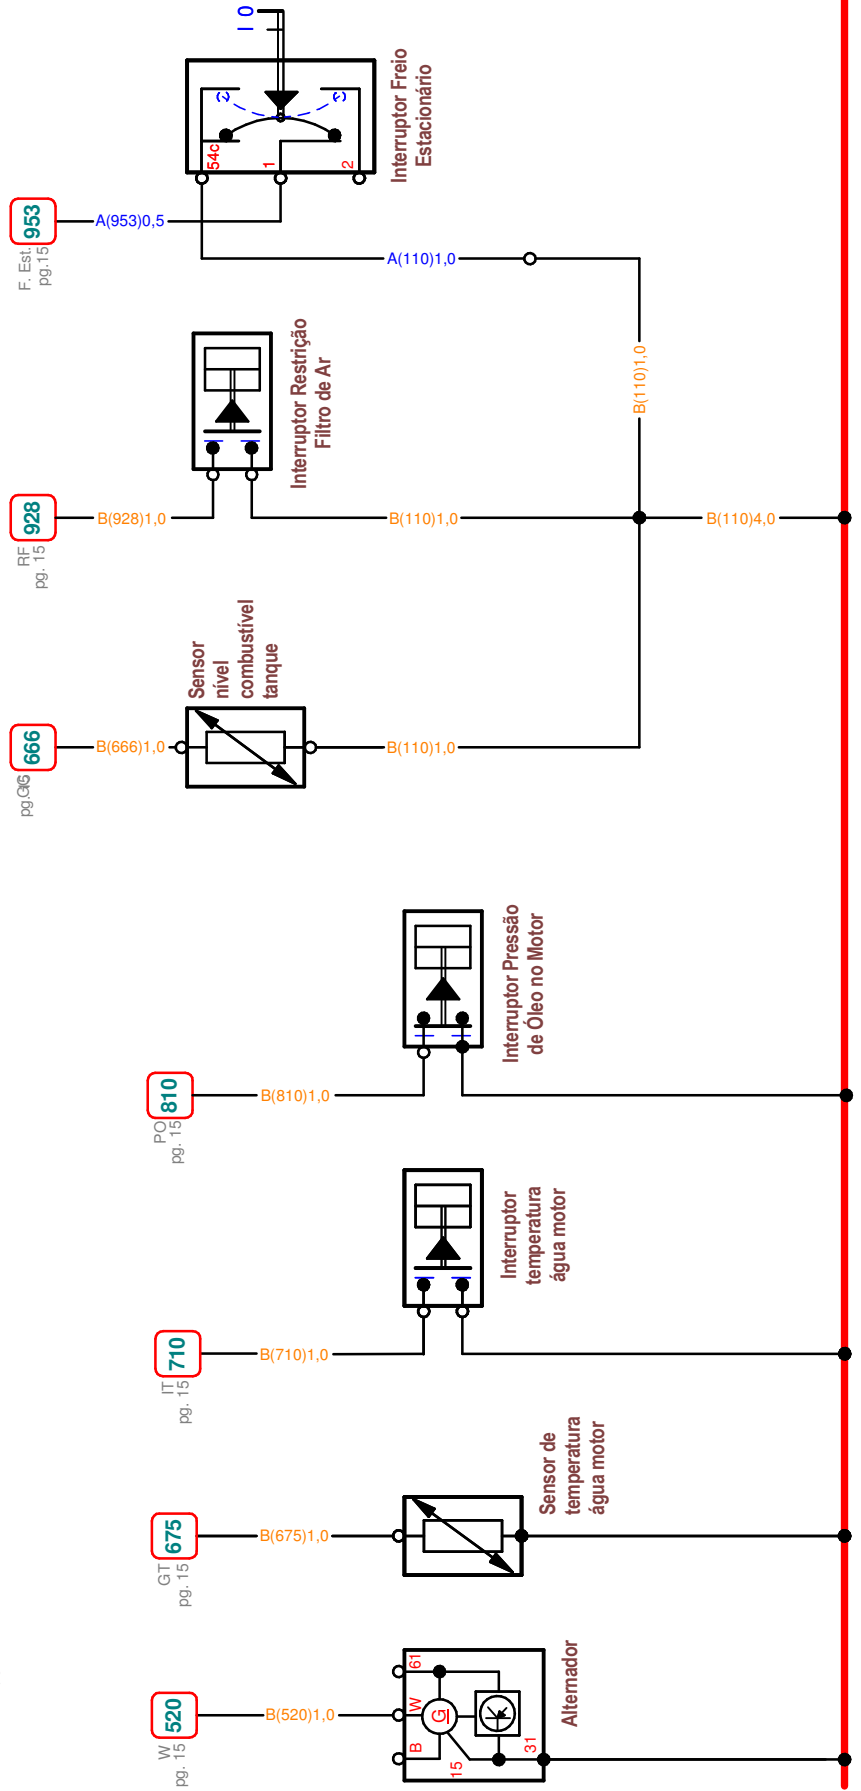 I 0
54c
1
2
Interruptor Freio
Estacionário
953
F. Est.
pg.15
A(953)0,5
A(110)1,0
B(110)1,0
Interruptor Restrição
Filtro de Ar
928
RF
pg. 15
B(928)1,0
B(110)1,0
B(110)4,0
Sensor
nível
combustível
tanque
666
B(666)1,0
B(110)1,0
Interruptor Pressão
de Óleo no Motor
810
PO
pg. 15
B(810)1,0
Interruptor
temperatura
água motor
710
IT
pg. 15
B(710)1,0
Sensor de
temperatura
água motor
675
GT
pg. 15
B(675)1,0
Alternador
520
W
pg. 15
B(520)1,0
B
W
61
G
15
31